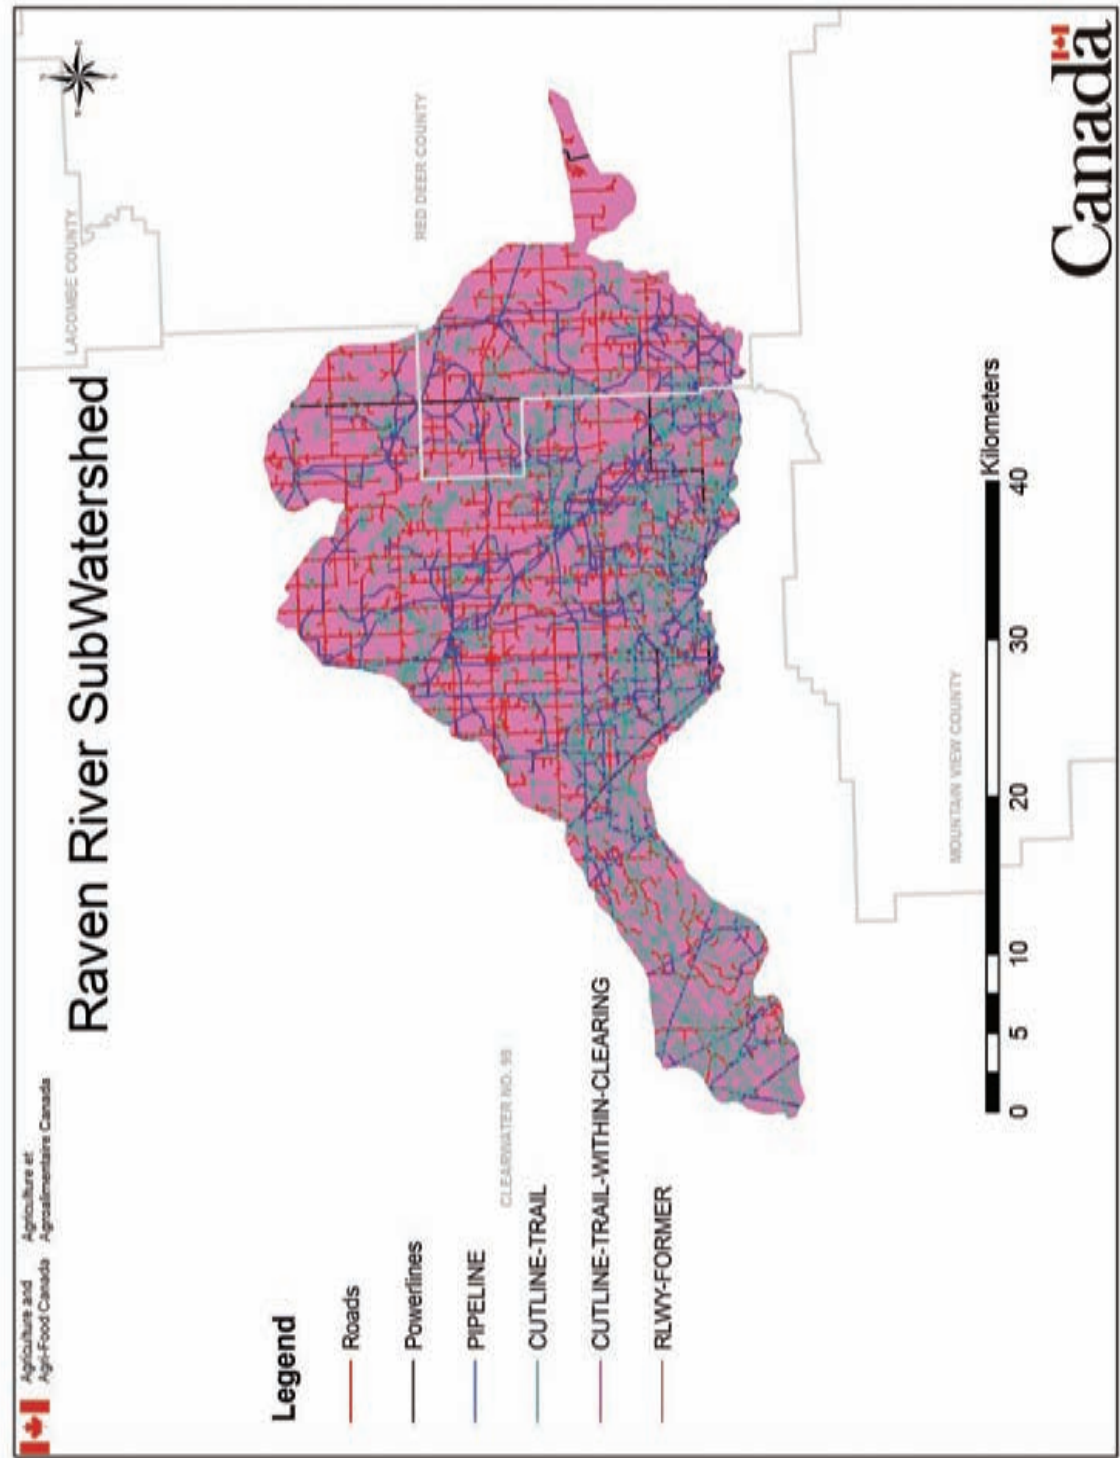 Agriculture and
Agri-Food Canada
Agriculture et
Agroalimentaire Canada
Raven River SubWatershed
LACOMBE COUNTY
RED DEER COUNTY
CLEARWATER NO. 99
MOUNTAIN VIEW COUNTY
Legend
Roads
Powerlines
PIPELINE
CUTLINE-TRAIL
CUTLINE-TRAIL-WITHIN-CLEARING
RLWY-FORMER
0 5 10 20 30 40
Kilometers
Canada